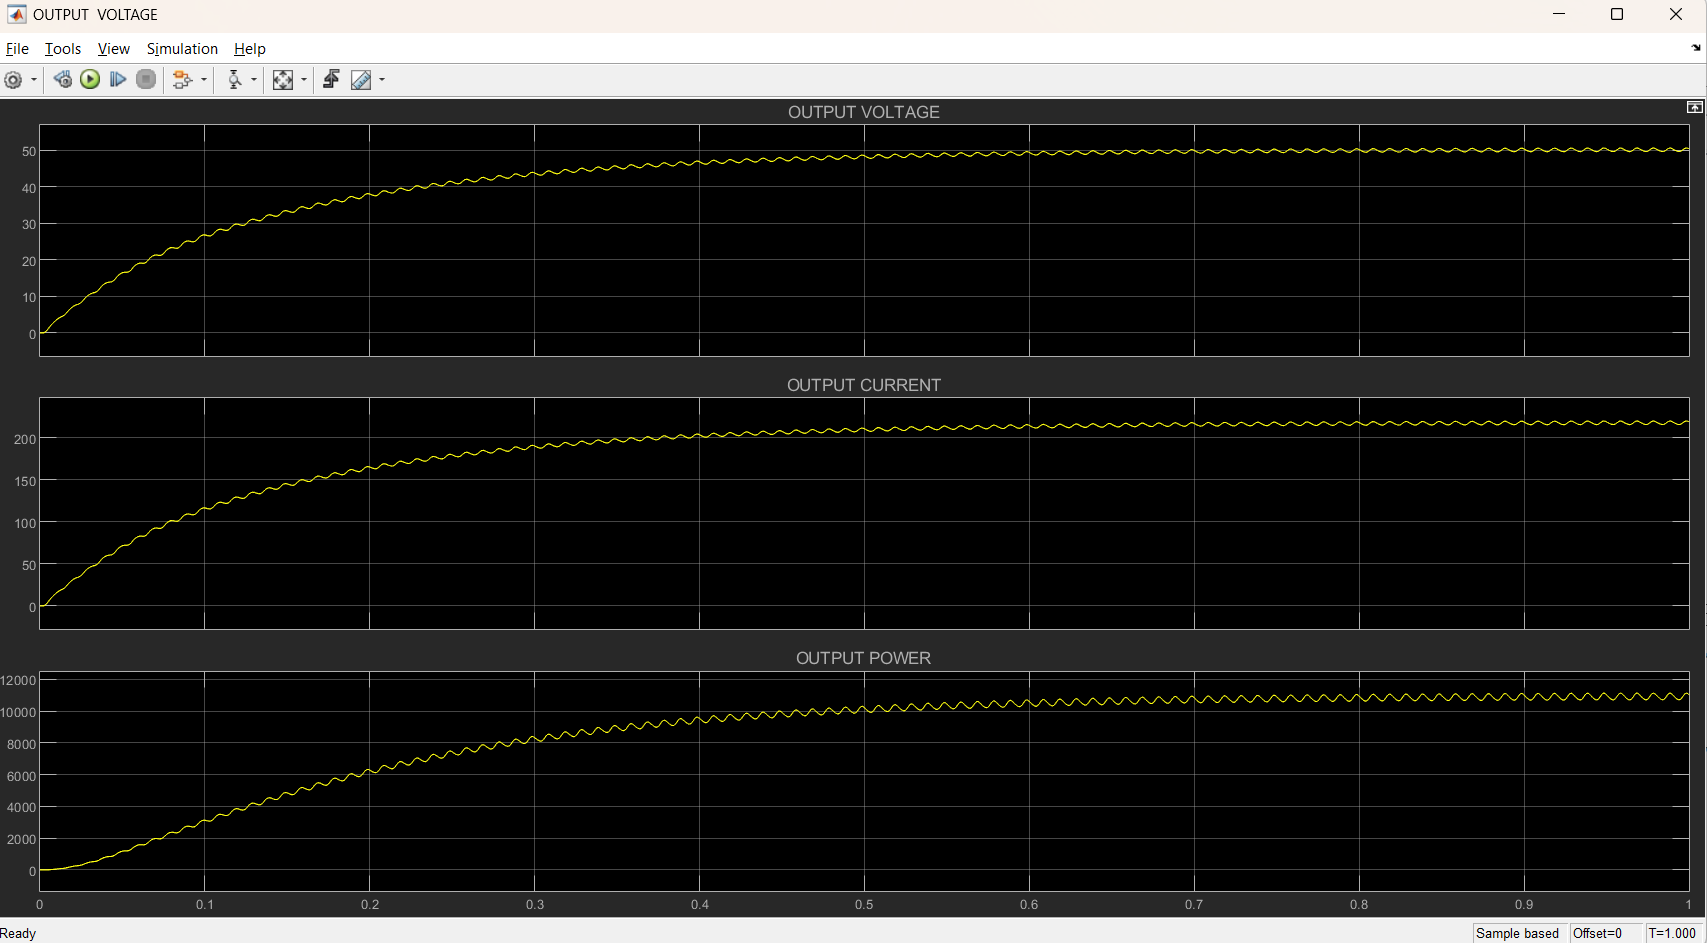 OUTPUT VOLTAGE
File Tools View Simulation Help
OUTPUT VOLTAGE
50
40
30
20
10
0
OUTPUT CURRENT
200
150
100
50
0
OUTPUT POWER
12000
10000
8000
6000
4000
2000
0
0 0.1 0.2 0.3 0.4 0.5 0.6 0.7 0.8 0.9 1
Ready Sample based Offset=0 T=1.000